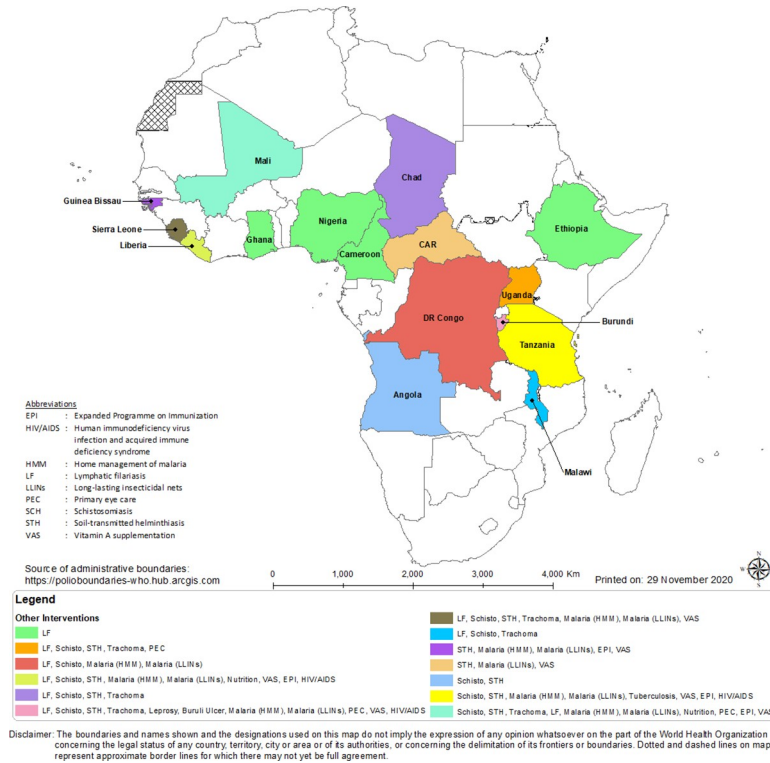 Mali
Chad
Guinea Bissau
Nigeria
Sierra Leone
Ghana
Ethiopia
Liberia
CAR
Cameroon
Uganda
DR Congo
Burundi
Tanzania
Angola
Malawi
Abbreviations
EPI : Expanded Programme on Immunization
HIV/AIDS : Human immunodeficiency virus
infection and acquired immune
deficiency syndrome
HMM : Home management of malaria
LF : Lymphatic filariasis
LLINs : Long-lasting insecticidal nets
PEC : Primary eye care
SCH : Schistosomiasis
STH : Soil-transmitted helminthiasis
VAS : Vitamin A supplementation
Source of administrative boundaries:
https://polioboundaries-who.hub.arcgis.com
0 1,000 2,000 3,000 4,000 Km
Printed on: 29 November 2020
N
W E
S
Legend
Other Interventions
LF
LF, Schisto, STH, Trachoma, PEC
LF, Schisto, Malaria (HMM), Malaria (LLINs)
LF, Schisto, STH, Malaria (HMM), Malaria (LLINs), Nutrition, VAS, EPI, HIV/AIDS
LF, Schisto, STH, Trachoma
LF, Schisto, STH, Trachoma, Leprosy, Buruli Ulcer, Malaria (HMM), Malaria (LLINs), PEC, VAS, HIV/AIDS
LF, Schisto, STH, Trachoma, Malaria (HMM), Malaria (LLINs), VAS
LF, Schisto, Trachoma
STH, Malaria (HMM), Malaria (LLINs), EPI, VAS
STH, Malaria (LLINs), VAS
Schisto, STH
Schisto, STH, Malaria (HMM), Malaria (LLINs), Tuberculosis, VAS, EPI, HIV/AIDS
Schisto, STH, Trachoma, LF, Malaria (HMM), Malaria (LLINs), Nutrition, PEC, EPI, VAS
Disclaimer: The boundaries and names shown and the designations used on this map do not imply the expression of any opinion whatsoever on the part of the World Health Organization
concerning the legal status of any country, territory, city or area or of its authorities, or concerning the delimitation of its frontiers or boundaries. Dotted and dashed lines on map
represent approximate border lines for which there may not yet be full agreement.